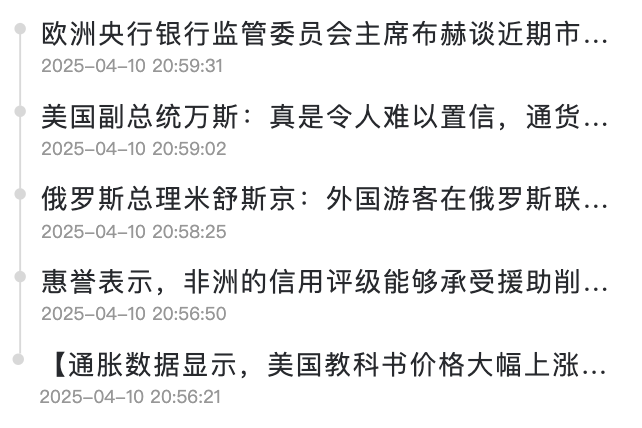 欧洲央行银行监管委员会主席布赫谈近期市...
2025-04-10 20:59:31
美国副总统万斯：真是令人难以置信，通货...
2025-04-10 20:59:02
俄罗斯总理米舒斯京：外国游客在俄罗斯联...
2025-04-10 20:58:25
惠誉表示，非洲的信用评级能够承受援助削...
2025-04-10 20:56:50
【通胀数据显示，美国教科书价格大幅上涨...
2025-04-10 20:56:21